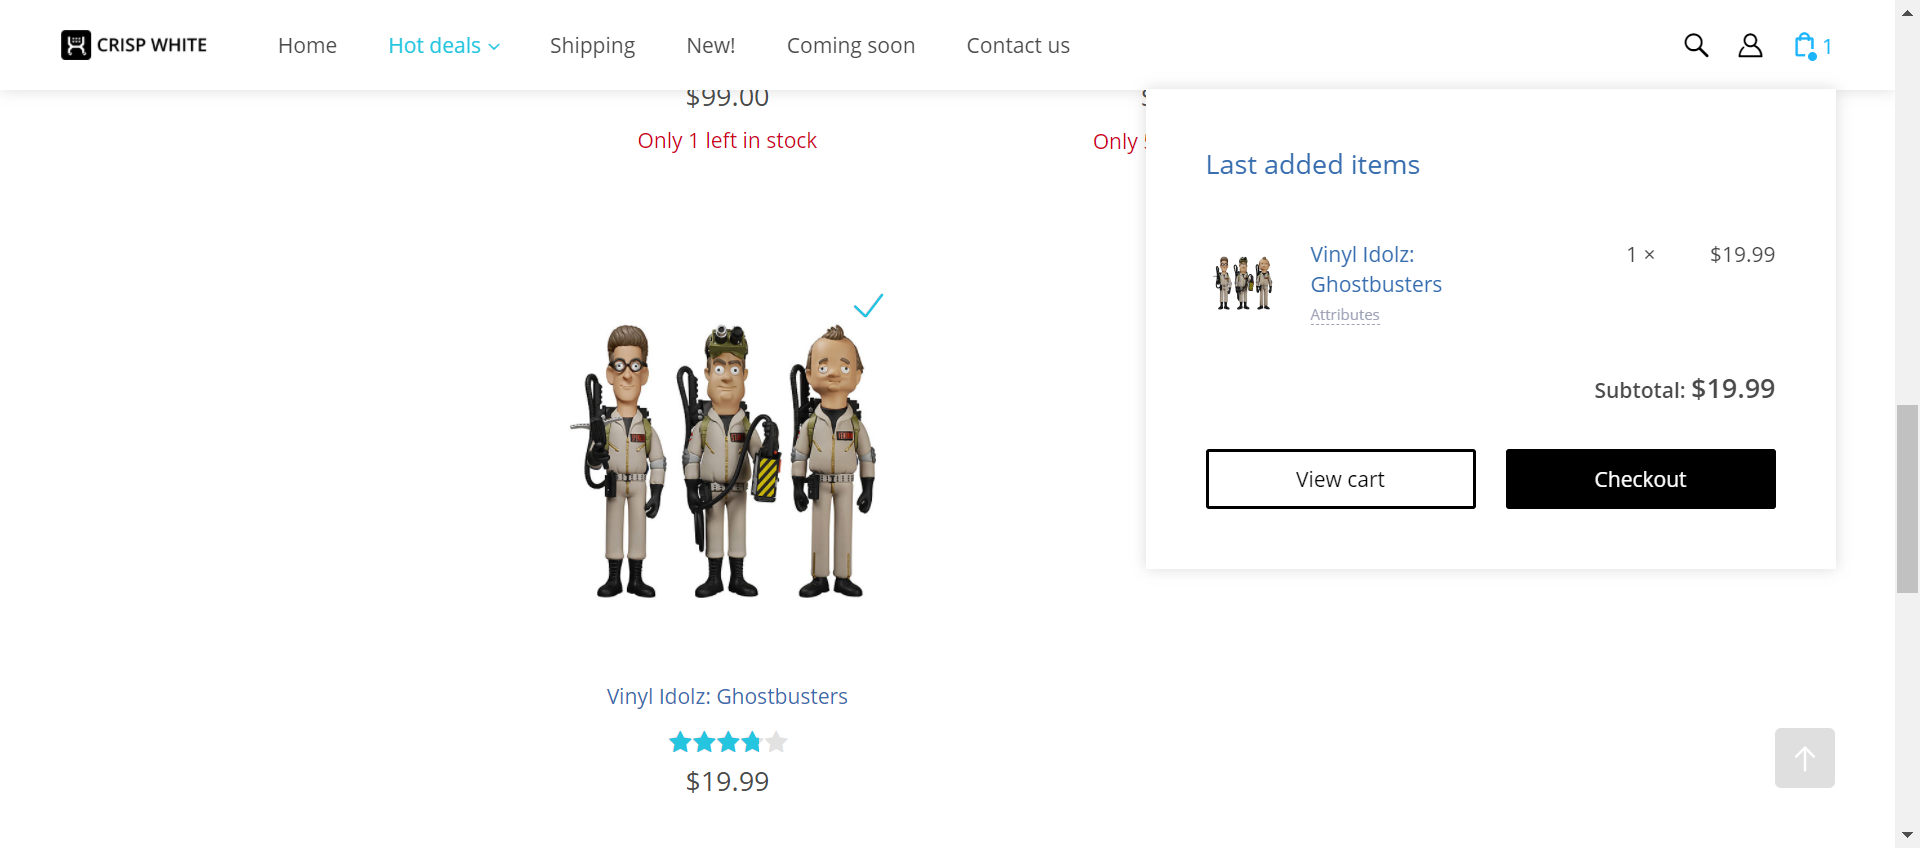 CRISP WHITE
Home
Hot deals
Shipping
New!
Coming soon
Contact us
1
$99.00
Only 1 left in stock
Only
Last added items
Vinyl Idolz:
Ghostbusters
1 ×
$19.99
Attributes
Subtotal: $19.99
View cart
Checkout
Vinyl Idolz: Ghostbusters
$19.99